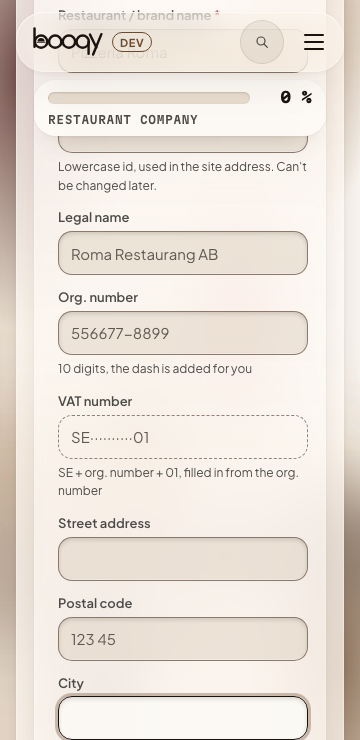 Restaurant / brand name *
booqy DEV
Pizzeria Roma
0 %
RESTAURANT COMPANY
Lowercase id, used in the site address. Can't
be changed later.
Legal name
Roma Restaurang AB
Org. number
556677–8899
10 digits, the dash is added for you
VAT number
SE··········01
SE + org. number + 01, filled in from the org.
number
Street address
Postal code
123 45
City